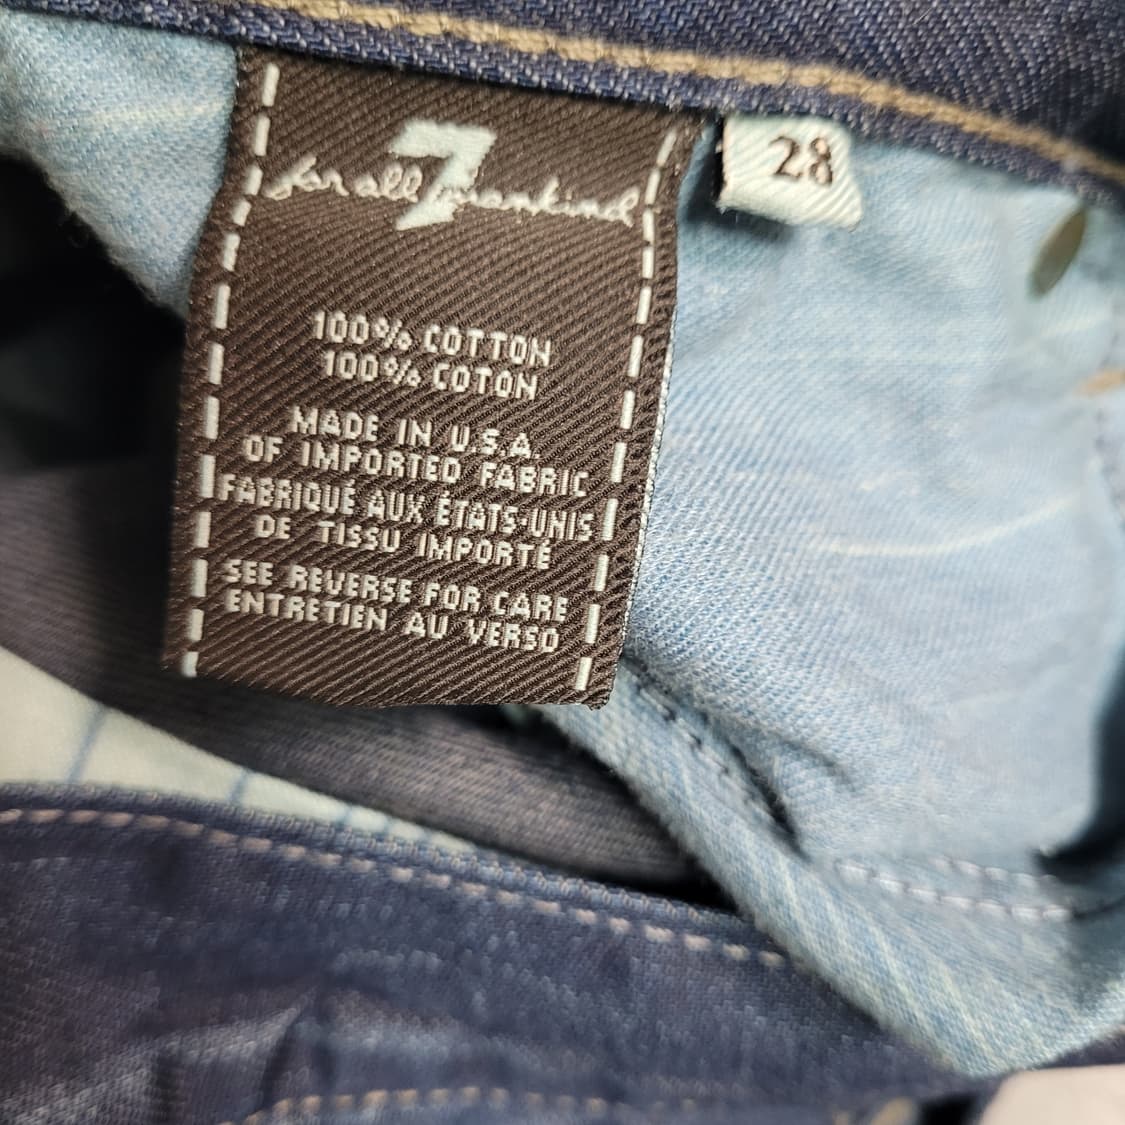 7
for all mankind
28
100% COTTON
100% COTON
MADE IN U.S.A.
OF IMPORTED FABRIC
FABRIQUÉ AUX ÉTATS-UNIS
DE TISSU IMPORTÉ
SEE REVERSE FOR CARE
ENTRETIEN AU VERSO